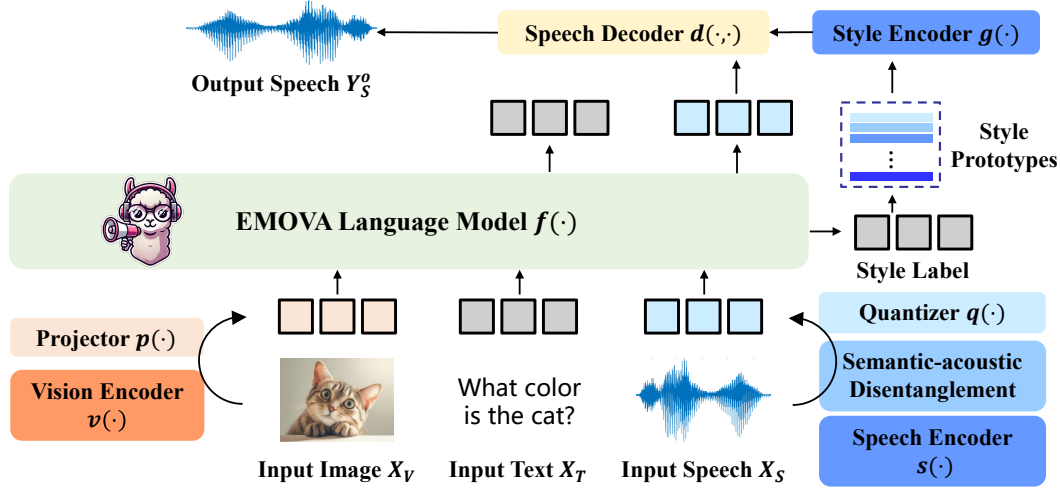 Speech Decoder d(·,·)
Style Encoder g(·)
Output Speech Y_S^o
Style
Prototypes
EMOVA Language Model f(·)
Style Label
Projector p(·)
Quantizer q(·)
Vision Encoder
v(·)
What color
is the cat?
Semantic-acoustic
Disentanglement
Speech Encoder
s(·)
Input Image X_V
Input Text X_T
Input Speech X_S